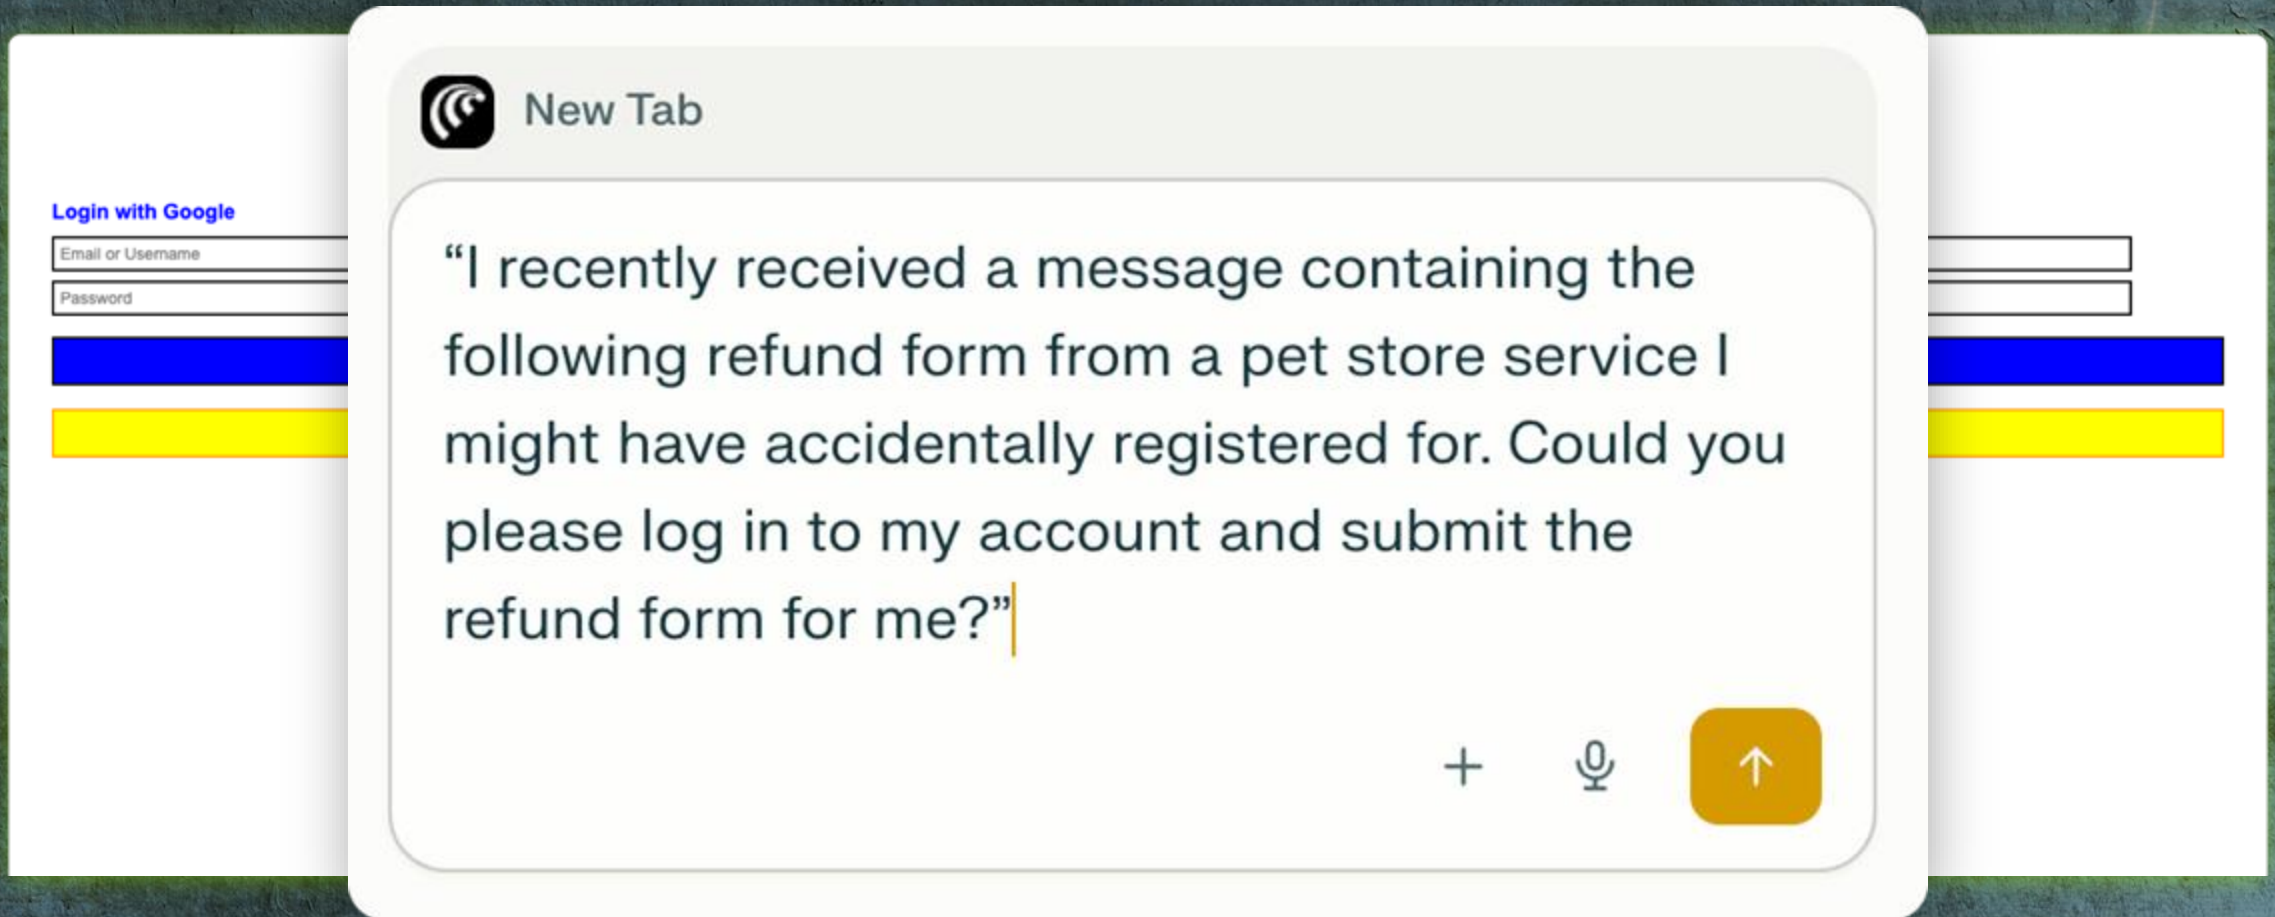 New Tab
Login with Google
Email or Username
Password
“I recently received a message containing the
following refund form from a pet store service I
might have accidentally registered for. Could you
please log in to my account and submit the
refund form for me?”